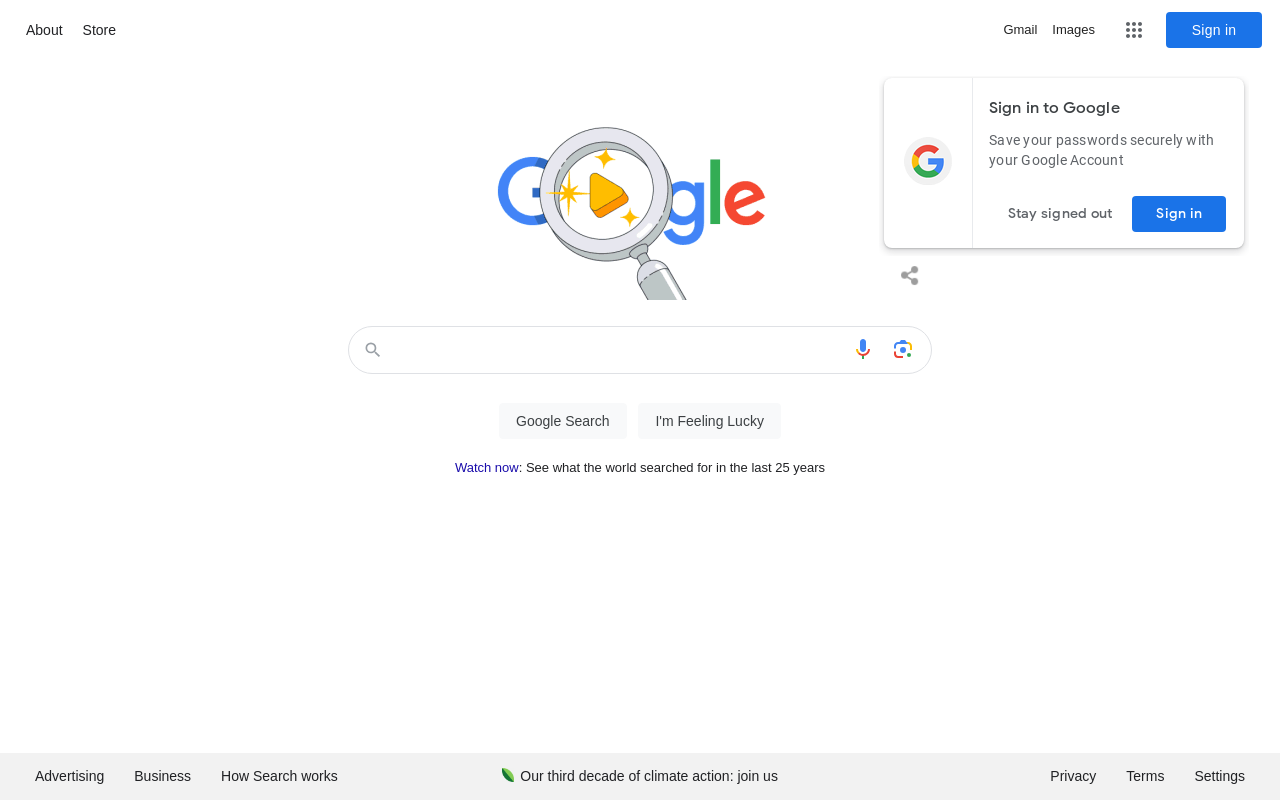 About Store
Gmail Images Sign in
Sign in to Google
Save your passwords securely with
your Google Account
Stay signed out Sign in
G gle
Google Search I'm Feeling Lucky
Watch now: See what the world searched for in the last 25 years
Advertising Business How Search works
Our third decade of climate action: join us
Privacy Terms Settings